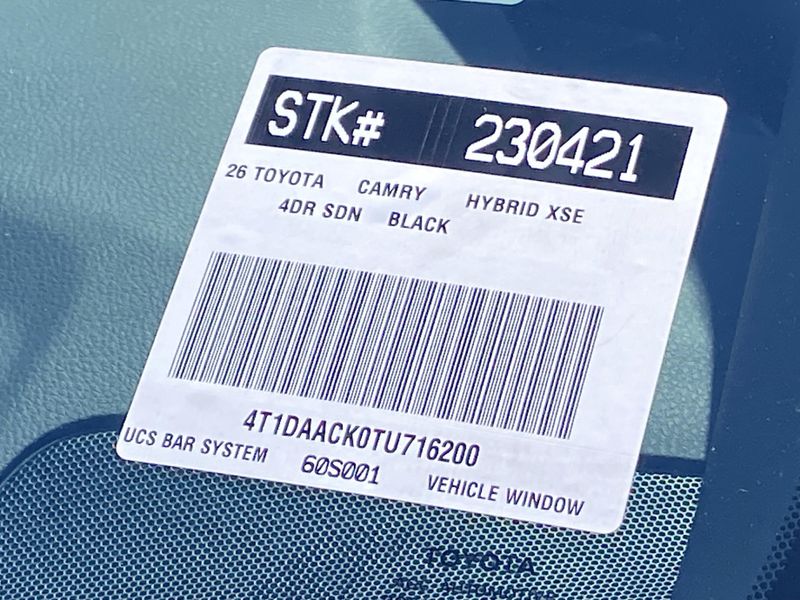 STK# 230421
26 TOYOTA CAMRY HYBRID XSE
4DR SDN BLACK
4T1DAACK0TU716200
UCS BAR SYSTEM 60S001 VEHICLE WINDOW
TOYOTA